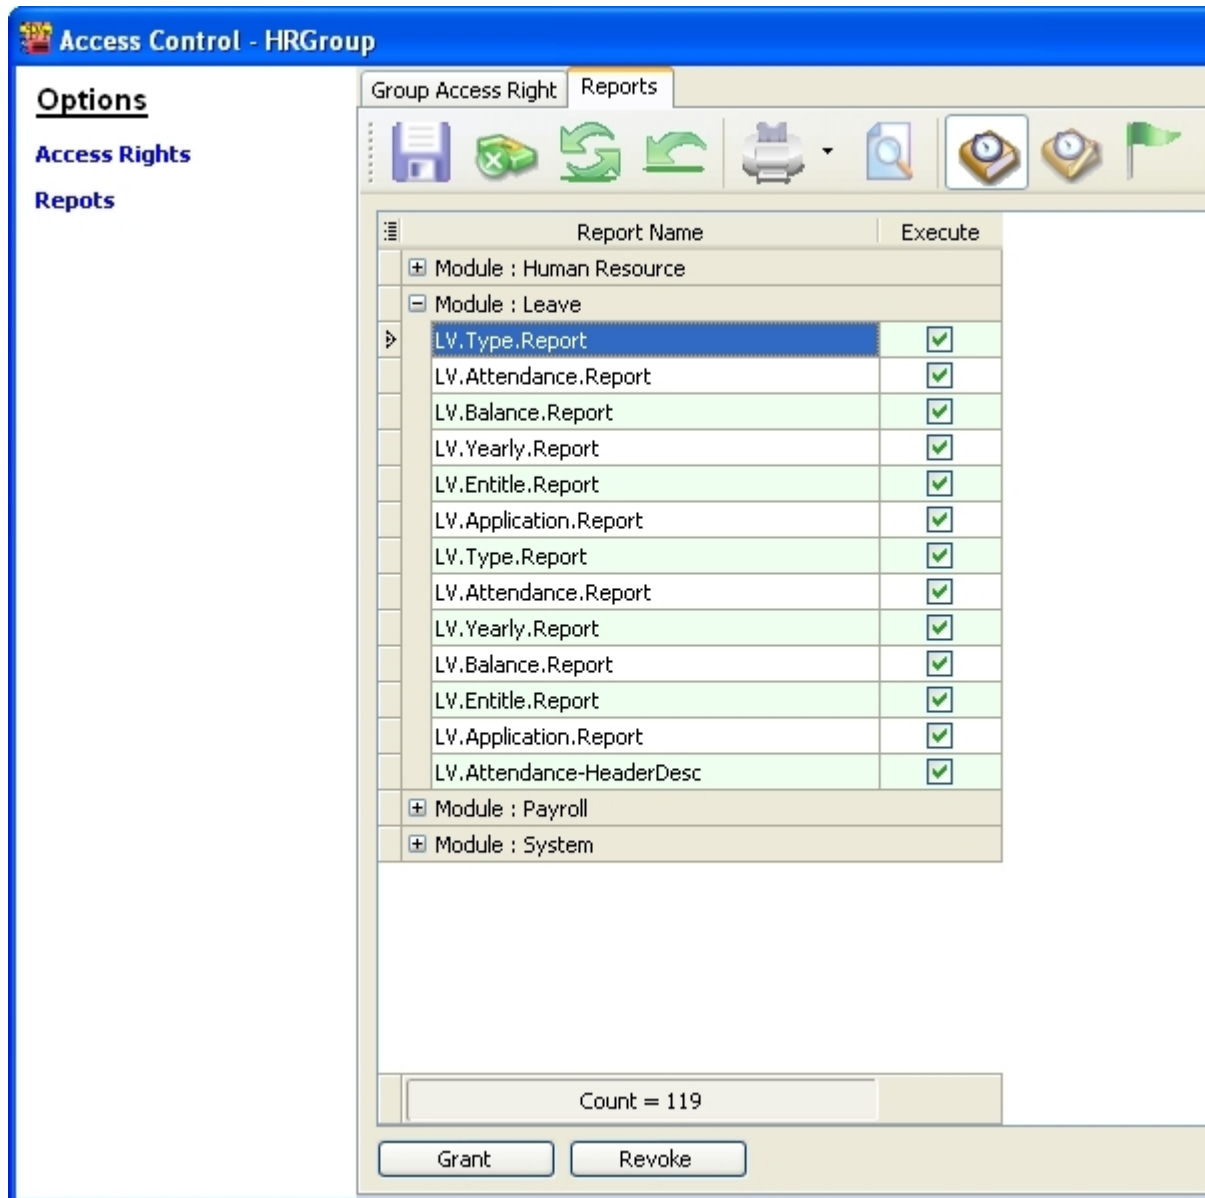 Access Control - HRGroup
Options
Access Rights
Repots
Group Access Right Reports
Report Name Execute
Module : Human Resource
Module : Leave
LV.Type.Report
LV.Attendance.Report
LV.Balance.Report
LV.Yearly.Report
LV.Entitle.Report
LV.Application.Report
LV.Type.Report
LV.Attendance.Report
LV.Yearly.Report
LV.Balance.Report
LV.Entitle.Report
LV.Application.Report
LV.Attendance-HeaderDesc
Module : Payroll
Module : System
Count = 119
Grant Revoke